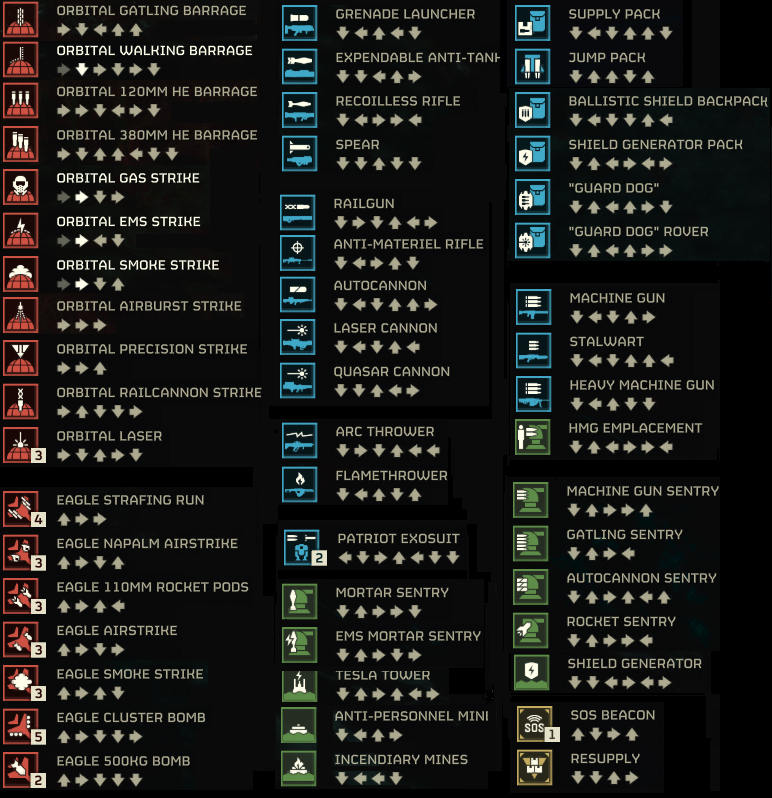 ORBITAL GATLING BARRAGE
ORBITAL WALKING BARRAGE
ORBITAL 120MM HE BARRAGE
ORBITAL 380MM HE BARRAGE
ORBITAL GAS STRIKE
ORBITAL EMS STRIKE
ORBITAL SMOKE STRIKE
ORBITAL AIRBURST STRIKE
ORBITAL PRECISION STRIKE
ORBITAL RAILCANNON STRIKE
ORBITAL LASER
3
EAGLE STRAFING RUN
4
EAGLE NAPALM AIRSTRIKE
3
EAGLE 110MM ROCKET PODS
3
EAGLE AIRSTRIKE
3
EAGLE SMOKE STRIKE
3
EAGLE CLUSTER BOMB
5
EAGLE 500KG BOMB
2
GRENADE LAUNCHER
EXPENDABLE ANTI-TANK
RECOILLESS RIFLE
SPEAR
RAILGUN
ANTI-MATERIEL RIFLE
AUTOCANNON
LASER CANNON
QUASAR CANNON
ARC THROWER
FLAMETHROWER
PATRIOT EXOSUIT
2
MORTAR SENTRY
EMS MORTAR SENTRY
TESLA TOWER
ANTI-PERSONNEL MINI
INCENDIARY MINES
SUPPLY PACK
JUMP PACK
BALLISTIC SHIELD BACKPACK
SHIELD GENERATOR PACK
"GUARD DOG"
"GUARD DOG" ROVER
MACHINE GUN
STALWART
HEAVY MACHINE GUN
HMG EMPLACEMENT
MACHINE GUN SENTRY
GATLING SENTRY
AUTOCANNON SENTRY
ROCKET SENTRY
SHIELD GENERATOR
SOS BEACON
SOS
1
RESUPPLY